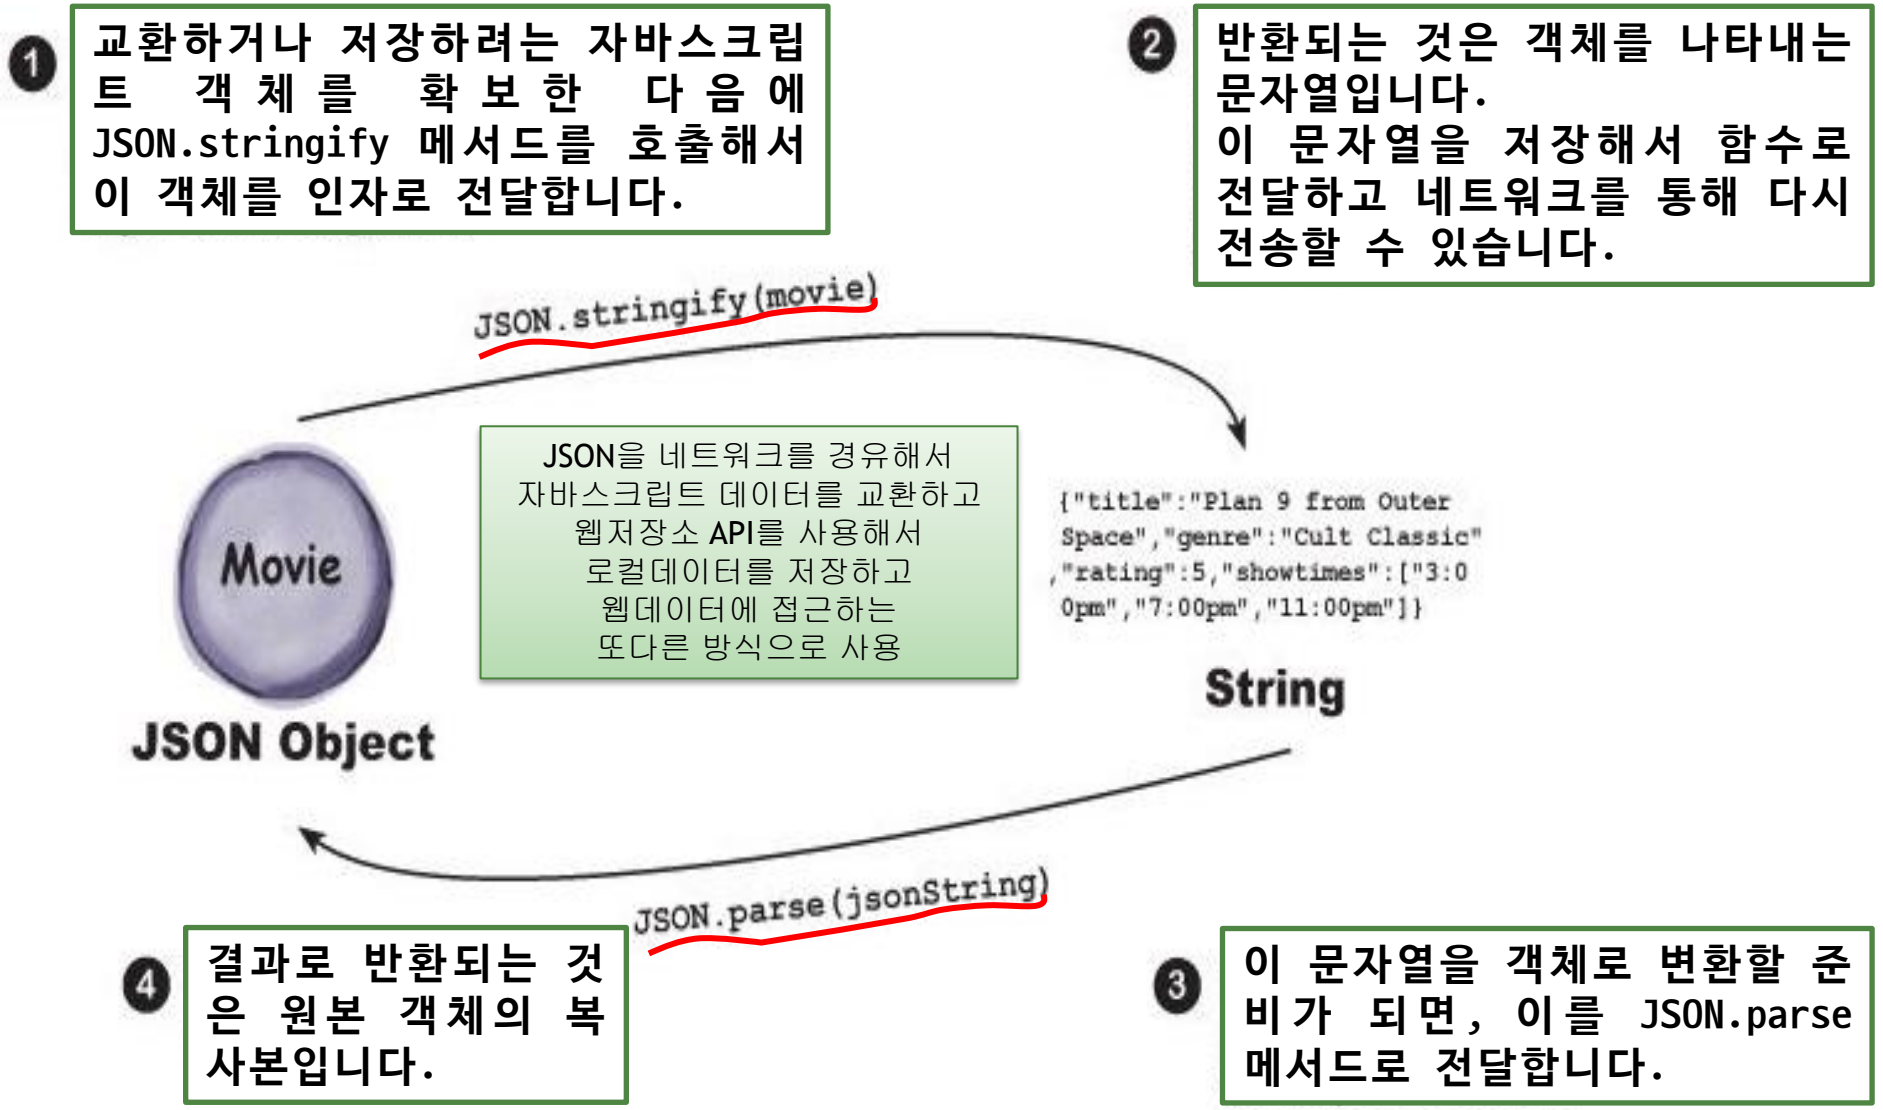 1
교환하거나 저장하려는 자바스크립
트 객체를 확보한 다음에
JSON.stringify 메서드를 호출해서
이 객체를 인자로 전달합니다.
2
반환되는 것은 객체를 나타내는
문자열입니다.
이 문자열을 저장해서 함수로
전달하고 네트워크를 통해 다시
전송할 수 있습니다.
JSON.stringify(movie)
Movie
JSON Object
JSON을 네트워크를 경유해서
자바스크립트 데이터를 교환하고
웹저장소 API를 사용해서
로컬데이터를 저장하고
웹데이터에 접근하는
또다른 방식으로 사용
{"title":"Plan 9 from Outer
Space","genre":"Cult Classic"
,"rating":5,"showtimes":["3:0
0pm","7:00pm","11:00pm"]}
String
JSON.parse(jsonString)
3
이 문자열을 객체로 변환할 준
비가 되면, 이를 JSON.parse
메서드로 전달합니다.
4
결과로 반환되는 것
은 원본 객체의 복
사본입니다.